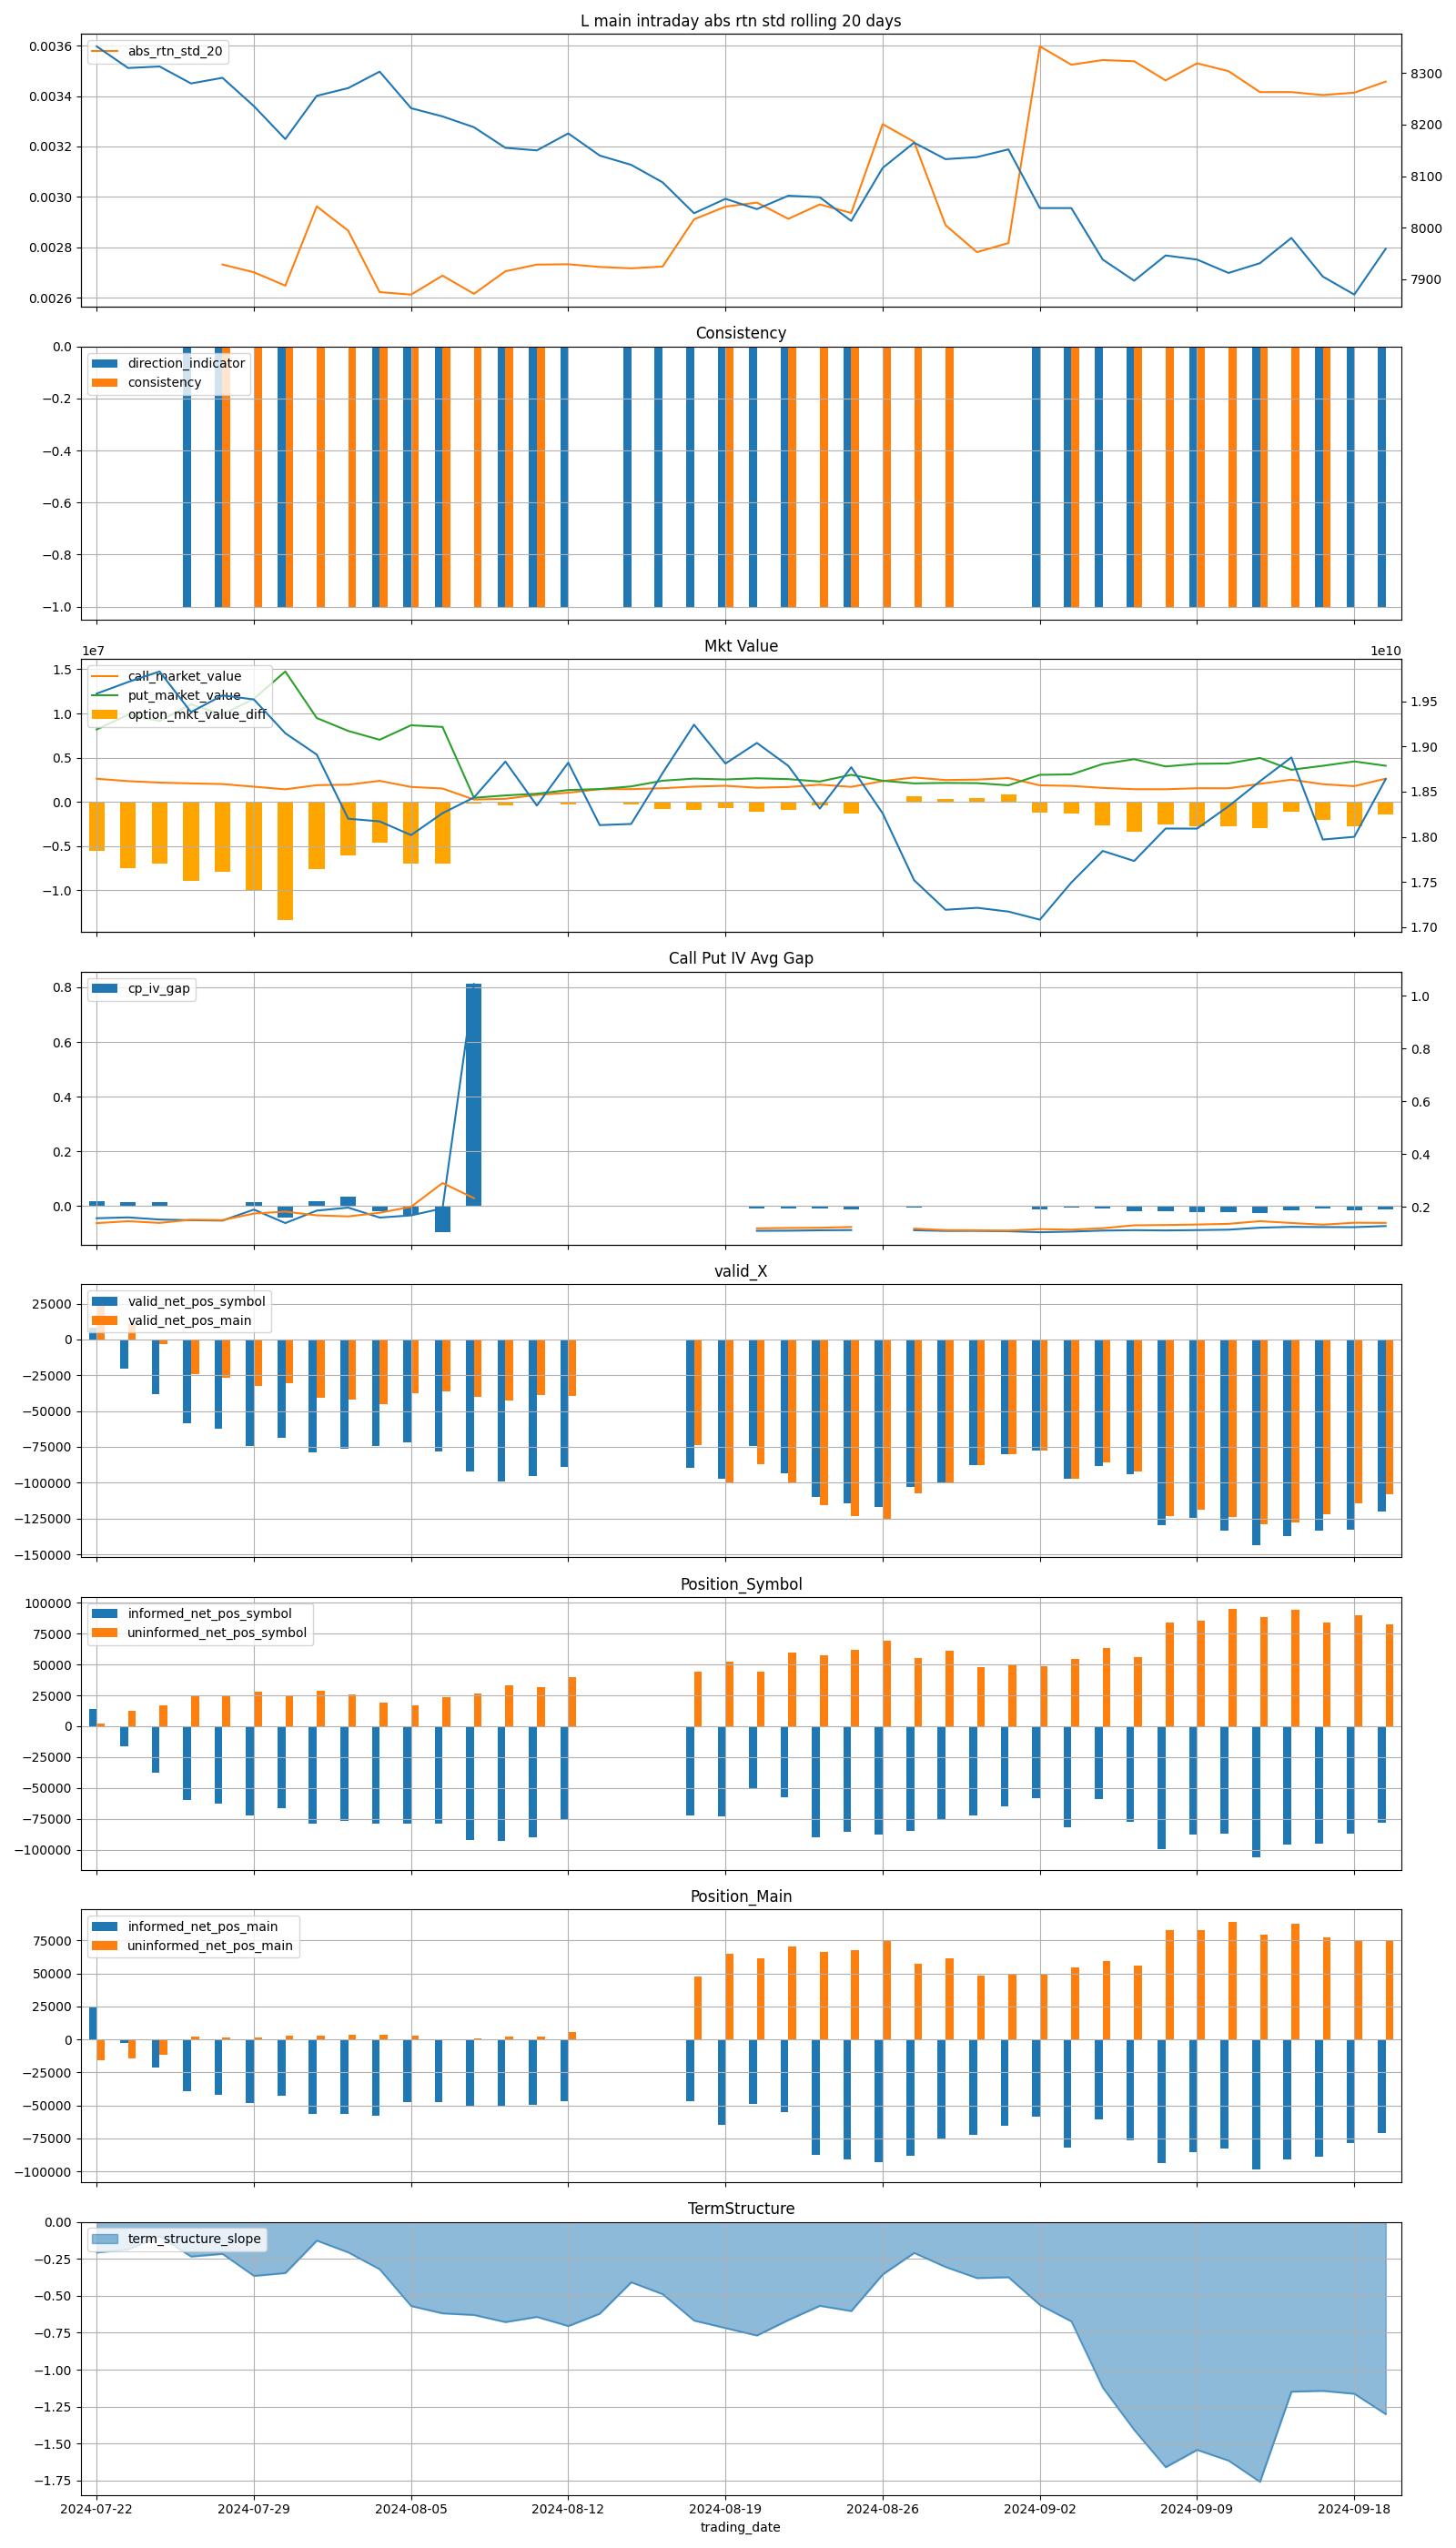 L main intraday abs rtn std rolling 20 days
abs_rtn_std_20
0.0036
0.0034
0.0032
0.0030
0.0028
0.0026
8300
8200
8100
8000
7900
Consistency
direction_indicator
consistency
0.0
−0.2
−0.4
−0.6
−0.8
−1.0
Mkt Value
1e7
1e10
call_market_value
put_market_value
option_mkt_value_diff
1.5
1.0
0.5
0.0
−0.5
−1.0
1.95
1.90
1.85
1.80
1.75
1.70
Call Put IV Avg Gap
cp_iv_gap
0.8
0.6
0.4
0.2
0.0
1.0
0.8
0.6
0.4
0.2
valid_X
valid_net_pos_symbol
valid_net_pos_main
25000
0
−25000
−50000
−75000
−100000
−125000
−150000
Position_Symbol
informed_net_pos_symbol
uninformed_net_pos_symbol
100000
75000
50000
25000
0
−25000
−50000
−75000
−100000
Position_Main
informed_net_pos_main
uninformed_net_pos_main
75000
50000
25000
0
−25000
−50000
−75000
−100000
TermStructure
term_structure_slope
0.00
−0.25
−0.50
−0.75
−1.00
−1.25
−1.50
−1.75
2024-07-22 2024-07-29 2024-08-05 2024-08-12 2024-08-19 2024-08-26 2024-09-02 2024-09-09 2024-09-18
trading_date